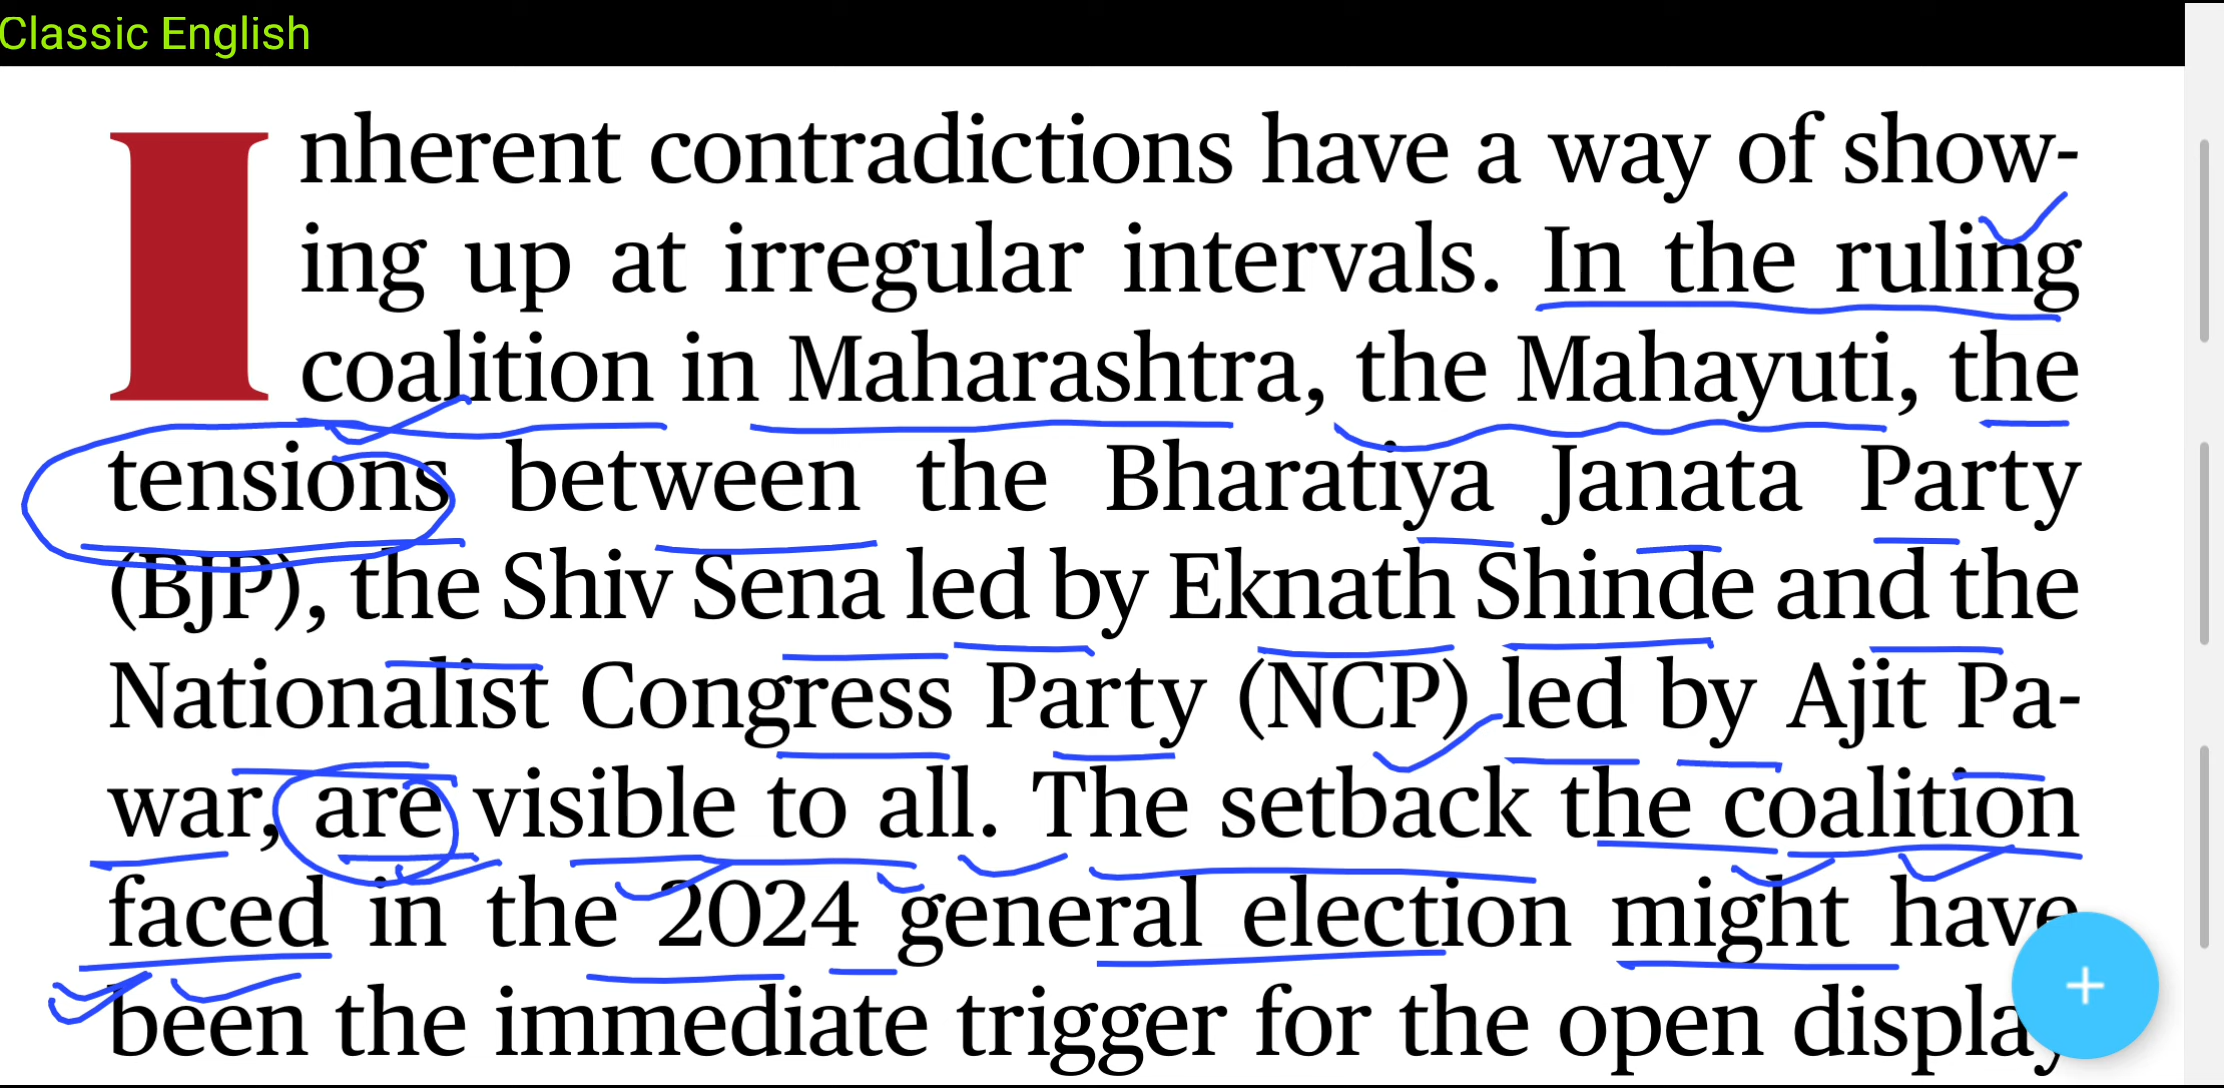 Classic English
Inherent contradictions have a way of show-
ing up at irregular intervals. In the ruling
coalition in Maharashtra, the Mahayuti, the
tensions between the Bharatiya Janata Party
(BJP), the Shiv Sena led by Eknath Shinde and the
Nationalist Congress Party (NCP) led by Ajit Pa-
war, are visible to all. The setback the coalition
faced in the 2024 general election might have
been the immediate trigger for the open display